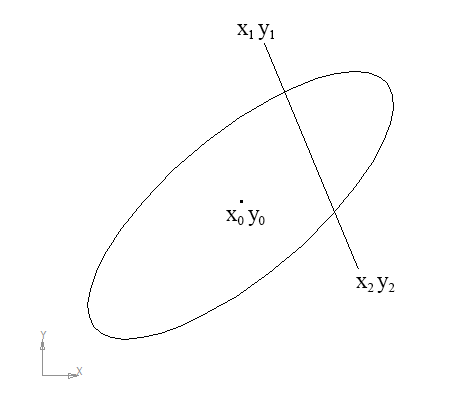 x₁ y₁
x₀ y₀
x₂ y₂
Y
X